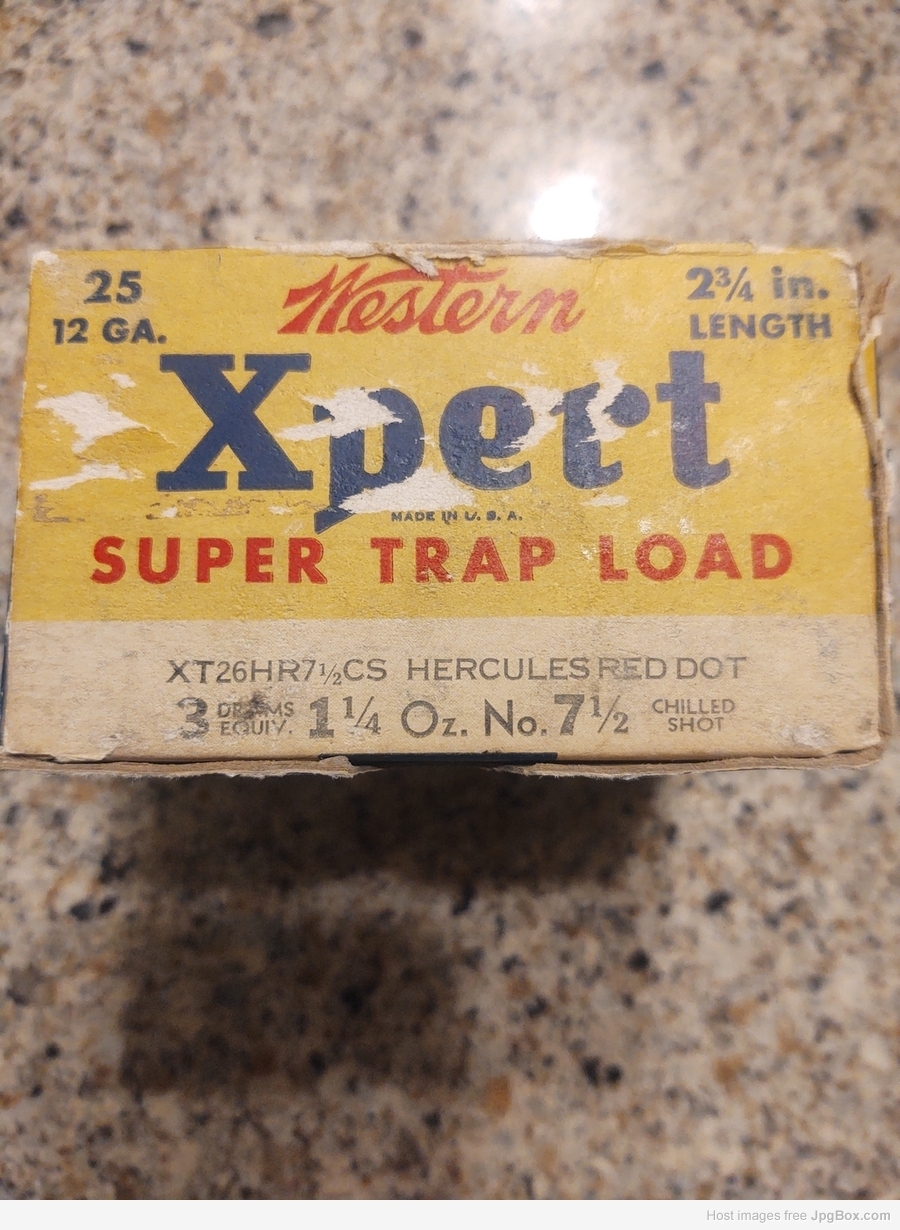 25
12 GA.
Western
2¾ in.
LENGTH
Xpert
MADE IN U. S. A.
SUPER TRAP LOAD
XT26HR7½CS HERCULES RED DOT
3 DRAMS EQUIV. 1¼ Oz. No. 7½ CHILLED SHOT
Host images free JpgBox.com